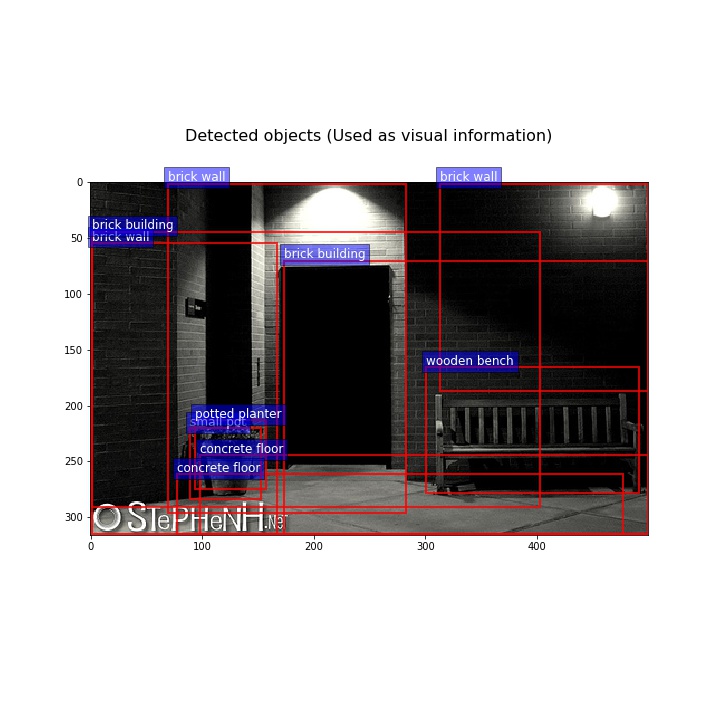 Detected objects (Used as visual information)
brick wall
brick wall
brick building
brick wall
brick building
wooden bench
potted planter
small pot
concrete floor
concrete floor
0
50
100
150
200
250
300
0
100
200
300
400
© STePHeNH.NeT